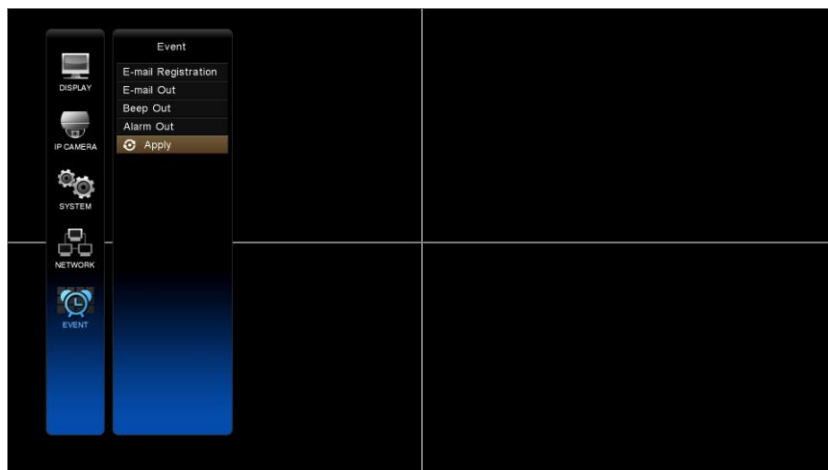 DISPLAY
IP CAMERA
SYSTEM
NETWORK
EVENT
Event
E-mail Registration
E-mail Out
Beep Out
Alarm Out
Apply